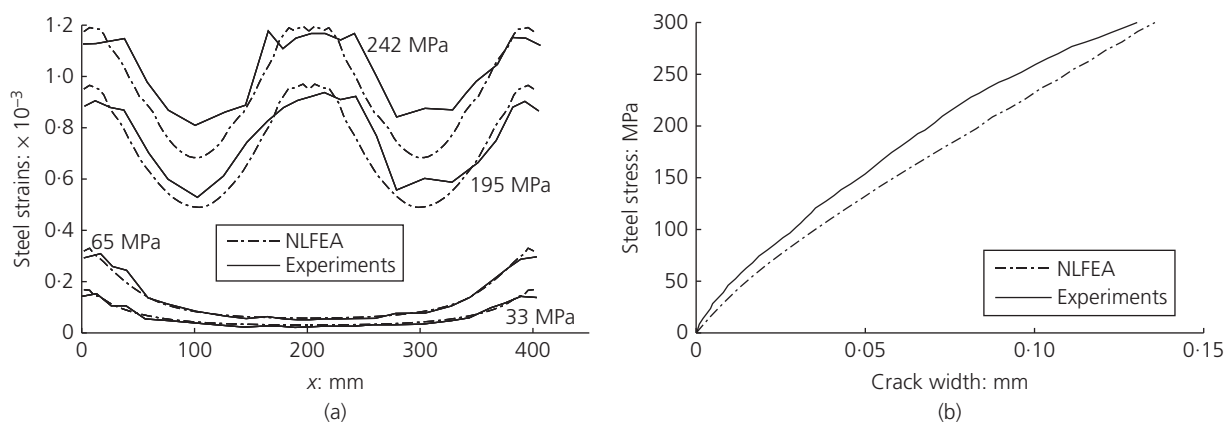 1·2
1·0
0·8
0·6
0·4
0·2
0
Steel strains: × 10⁻³
242 MPa
195 MPa
65 MPa
NLFEA
Experiments
33 MPa
0 100 200 300 400
x: mm
(a)
300
250
200
150
100
50
0
Steel stress: MPa
NLFEA
Experiments
0 0·05 0·10 0·15
Crack width: mm
(b)